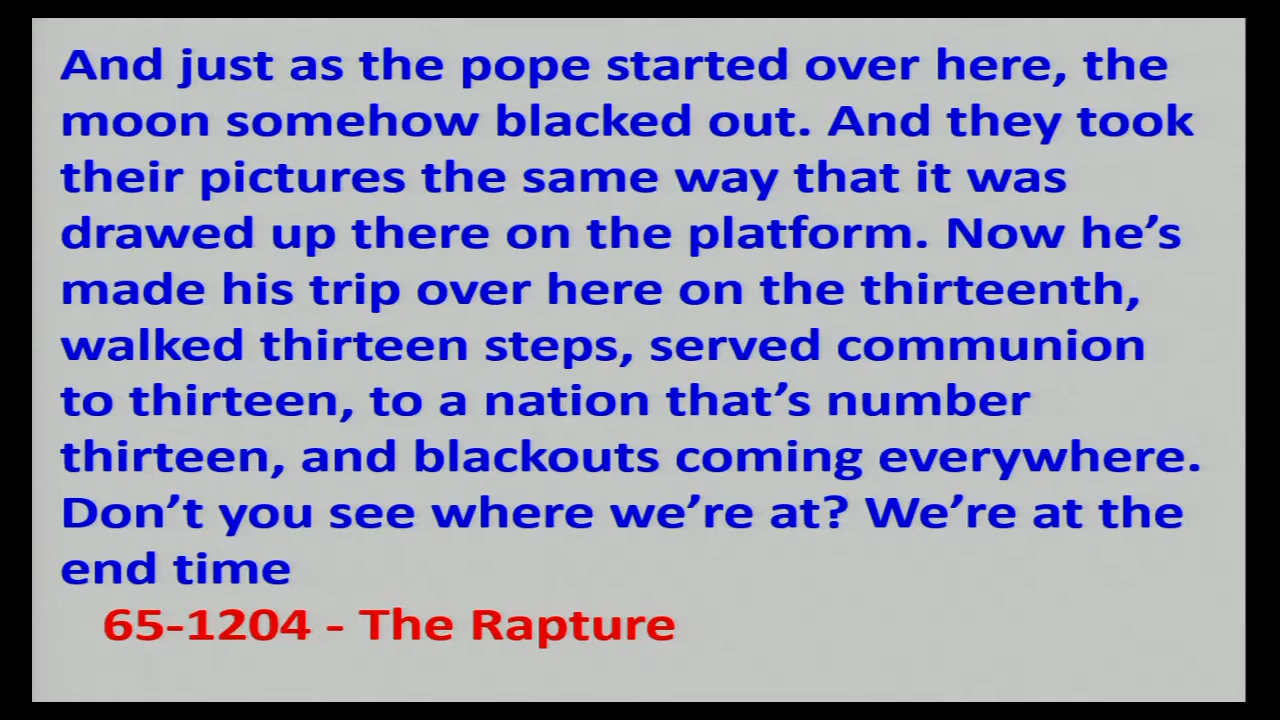 And just as the pope started over here, the
moon somehow blacked out. And they took
their pictures the same way that it was
drawed up there on the platform. Now he’s
made his trip over here on the thirteenth,
walked thirteen steps, served communion
to thirteen, to a nation that’s number
thirteen, and blackouts coming everywhere.
Don’t you see where we’re at? We’re at the
end time
65-1204 - The Rapture